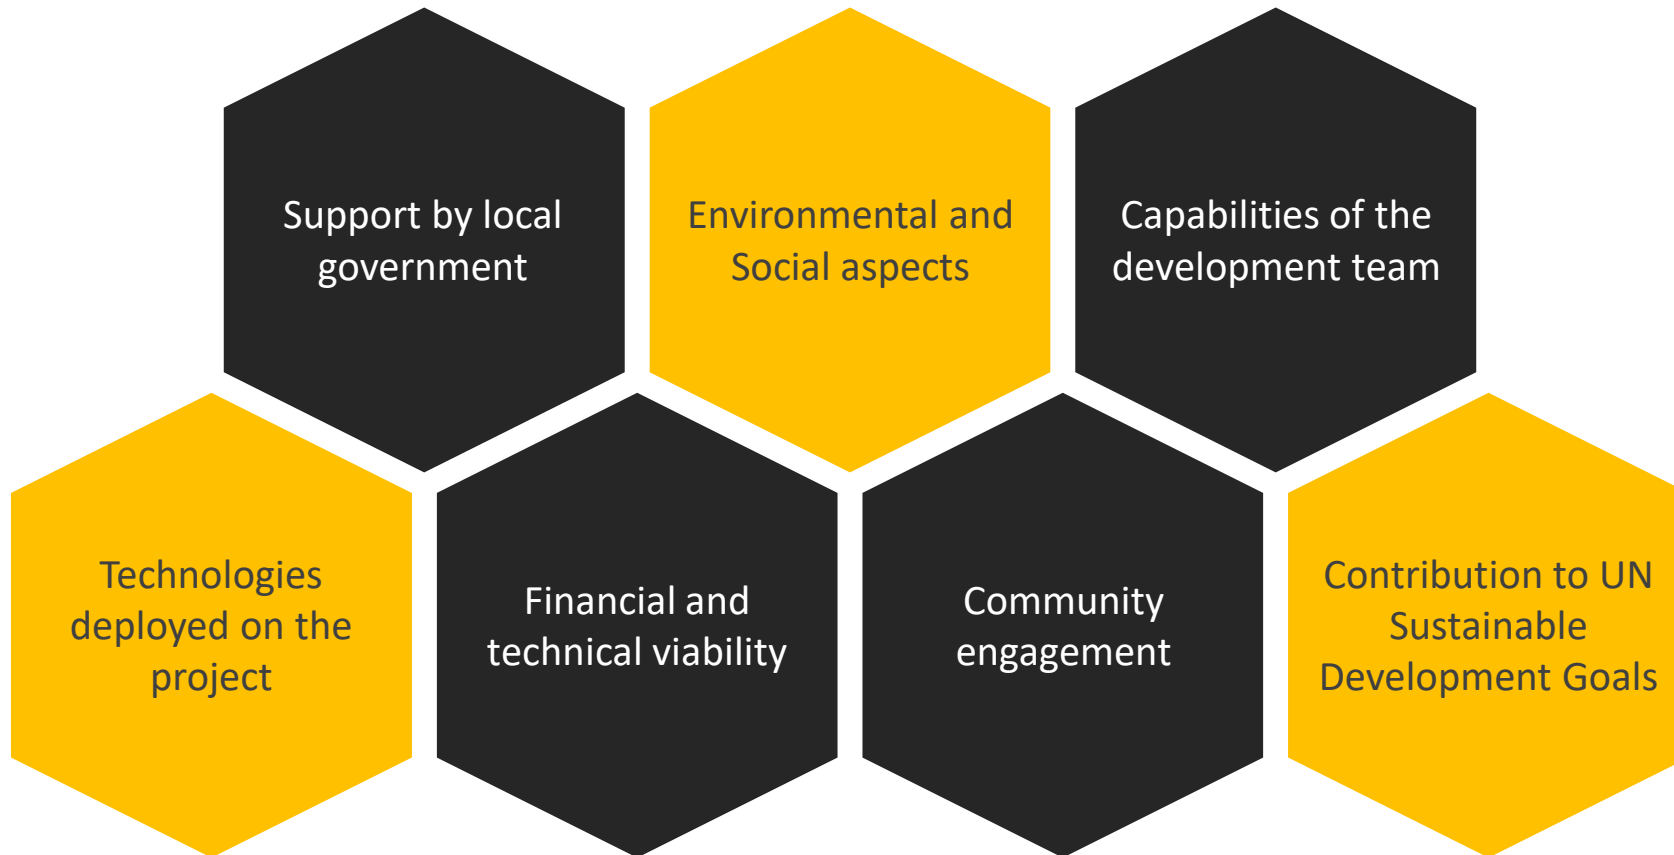 Support by local
government
Environmental and
Social aspects
Capabilities of the
development team
Technologies
deployed on the
project
Financial and
technical viability
Community
engagement
Contribution to UN
Sustainable
Development Goals